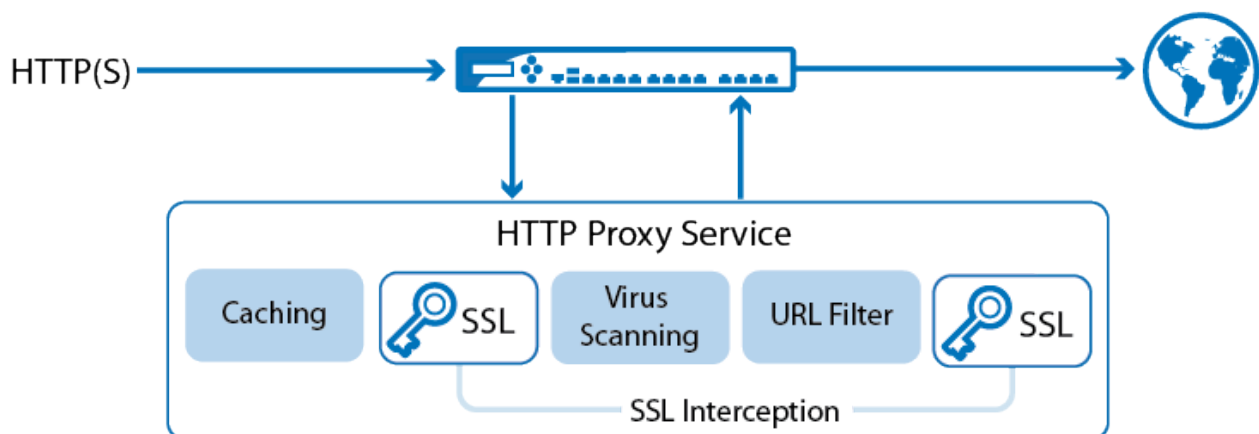 HTTP(S)
HTTP Proxy Service
Caching
SSL
Virus
Scanning
URL Filter
SSL
SSL Interception